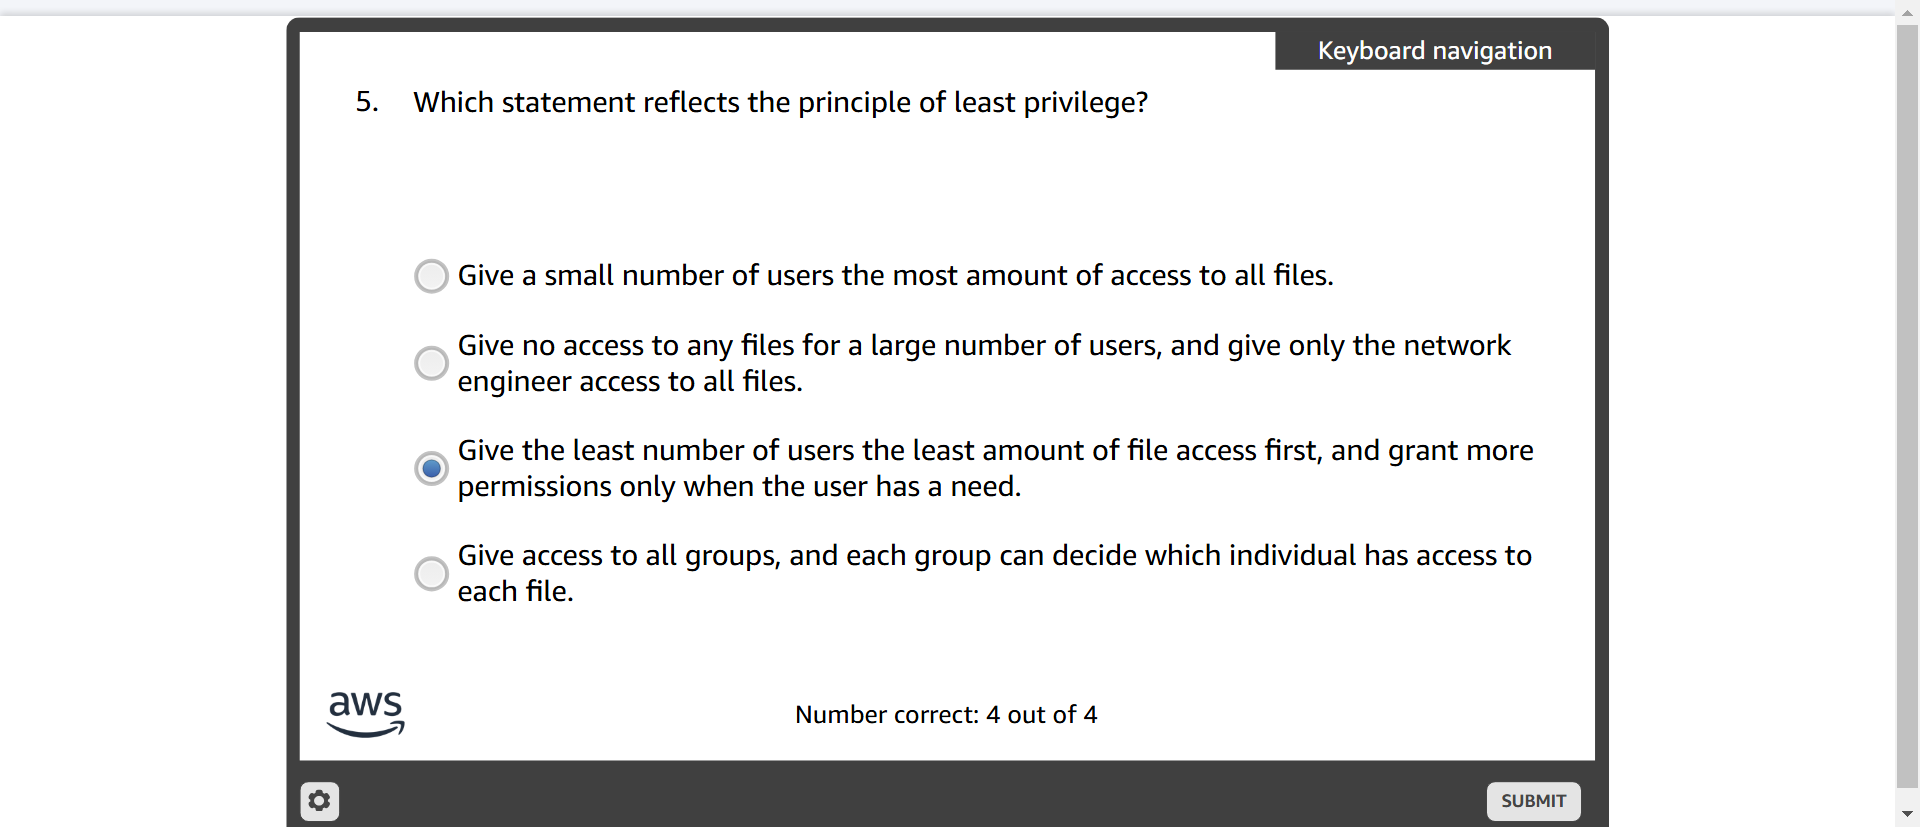 Keyboard navigation
5. Which statement reflects the principle of least privilege?
Give a small number of users the most amount of access to all files.
Give no access to any files for a large number of users, and give only the network
engineer access to all files.
Give the least number of users the least amount of file access first, and grant more
permissions only when the user has a need.
Give access to all groups, and each group can decide which individual has access to
each file.
aws
Number correct: 4 out of 4
SUBMIT